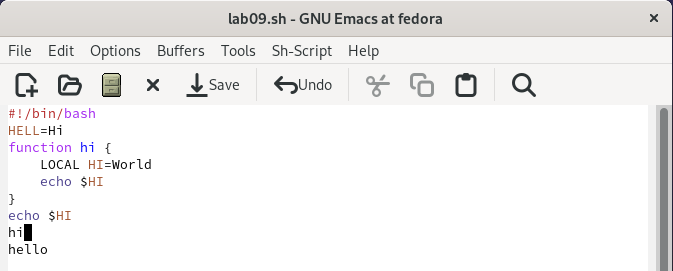 lab09.sh - GNU Emacs at fedora
File Edit Options Buffers Tools Sh-Script Help
Save Undo
#!/bin/bash
HELL=Hi
function hi {
    LOCAL HI=World
    echo $HI
}
echo $HI
hi
hello